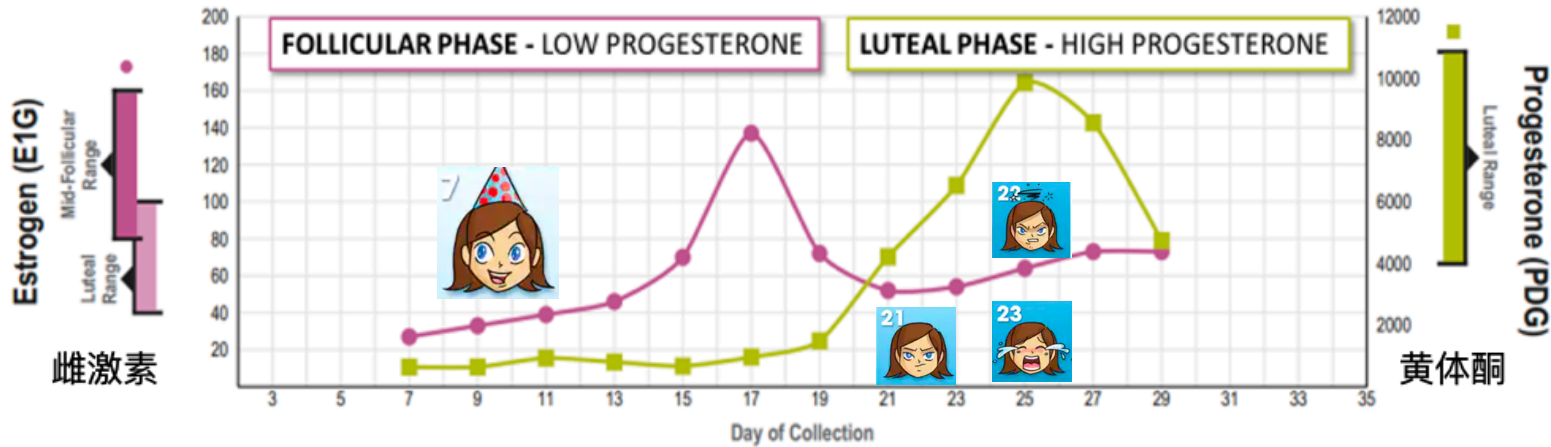 FOLLICULAR PHASE - LOW PROGESTERONE
LUTEAL PHASE - HIGH PROGESTERONE
Estrogen (E1G)
Mid-Follicular
Range
Luteal
Range
雌激素
200
180
160
140
120
100
80
60
40
20
7
21
22
23
12000
10000
8000
6000
4000
2000
Luteal Range
Progesterone (PDG)
黄体酮
3 5 7 9 11 13 15 17 19 21 23 25 27 29 31 33 35
Day of Collection